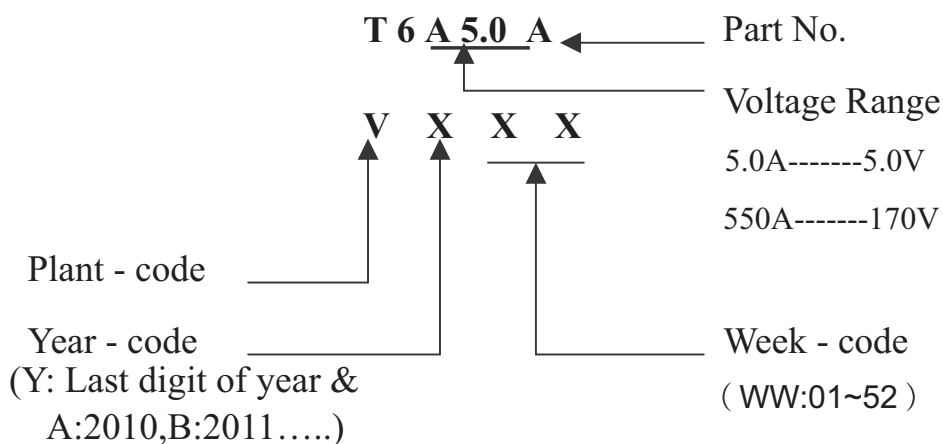 T 6 A 5.0 A
Part No.
Voltage Range
V X X X
5.0A-------5.0V
550A-------170V
Plant - code
Year - code
Week - code
(Y: Last digit of year &
（WW:01~52）
A:2010,B:2011…..)